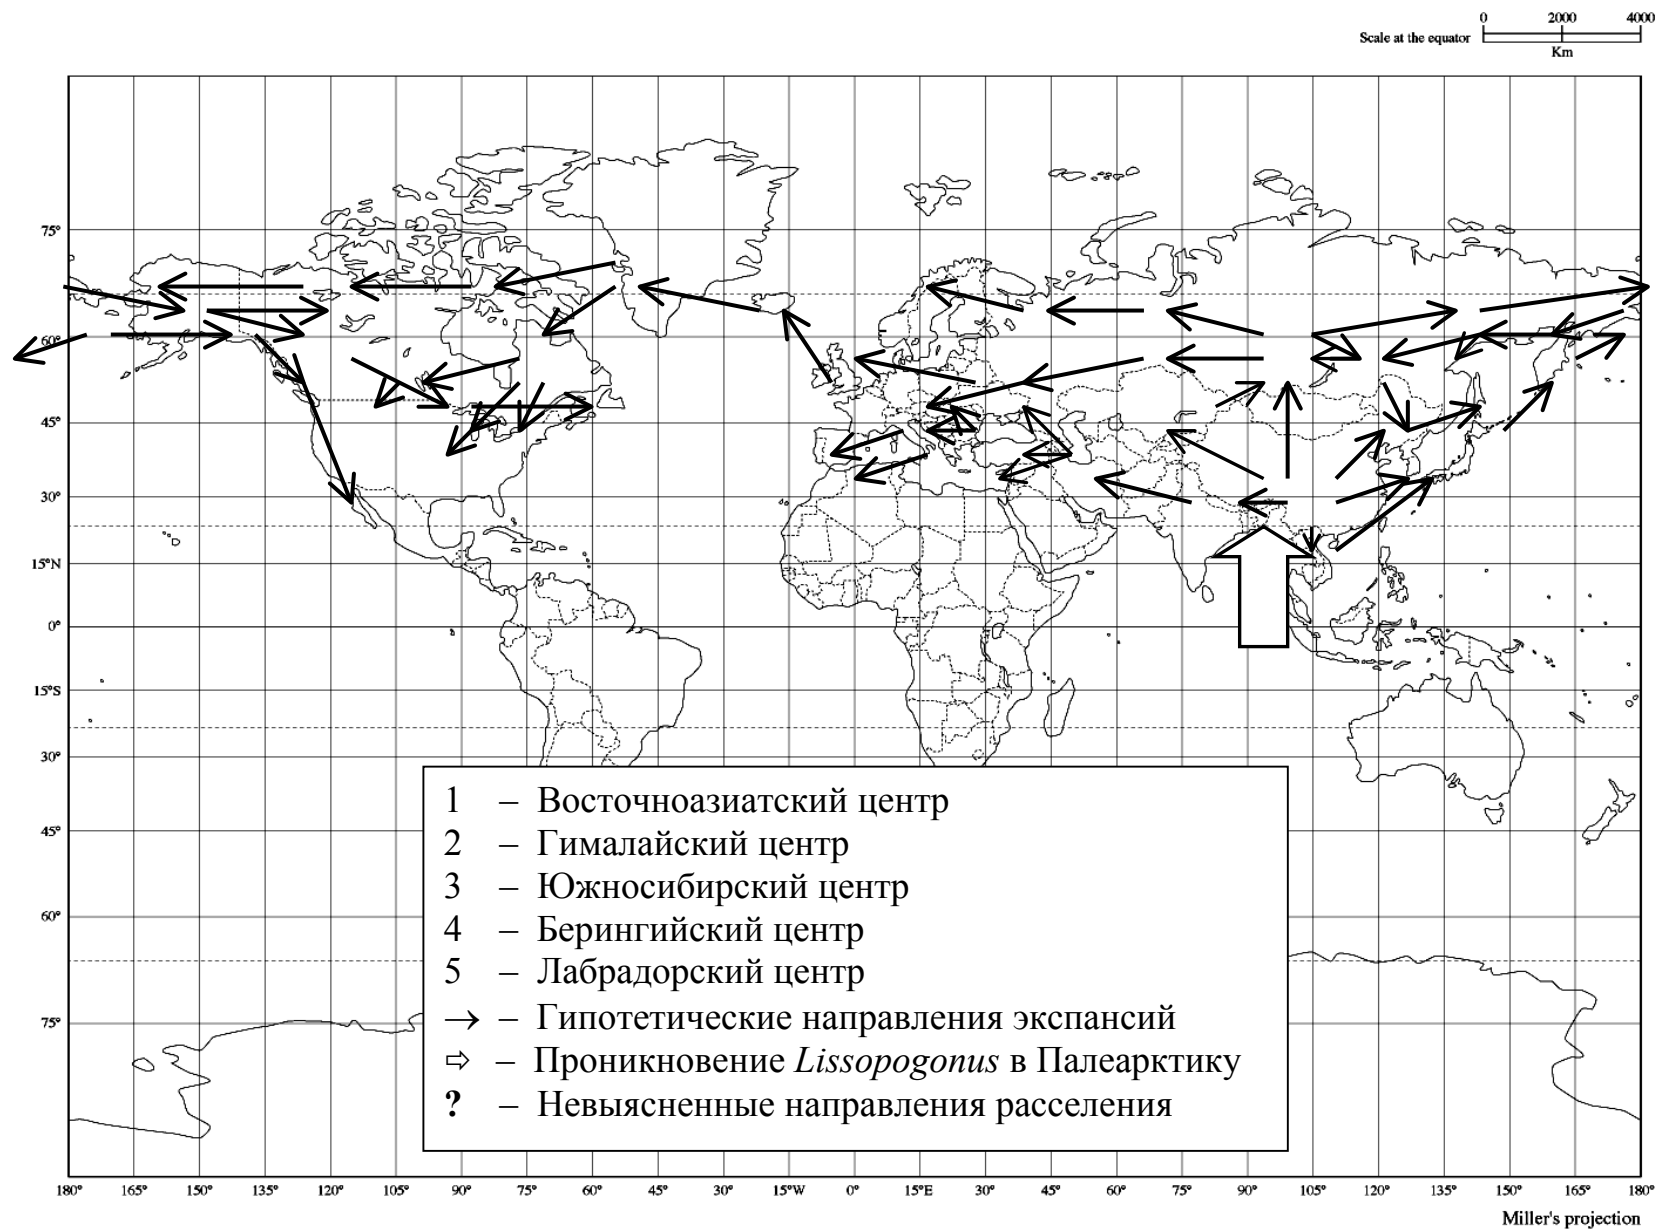 0 2000 4000
Scale at the equator
Km
75°
60°
45°
30°
15°N
0°
15°S
30°
45°
60°
75°
1 – Восточноазиатский центр
2 – Гималайский центр
3 – Южносибирский центр
4 – Берингийский центр
5 – Лабрадорский центр
→ – Гипотетические направления экспансий
⇨ – Проникновение Lissopogonus в Палеарктику
? – Невыясненные направления расселения
180° 165° 135° 120° 105° 90° 75° 60° 45° 15°W 0° 15°E 30° 45° 60° 75° 90° 105° 120° 135° 150° 165° 180°
Miller's projection